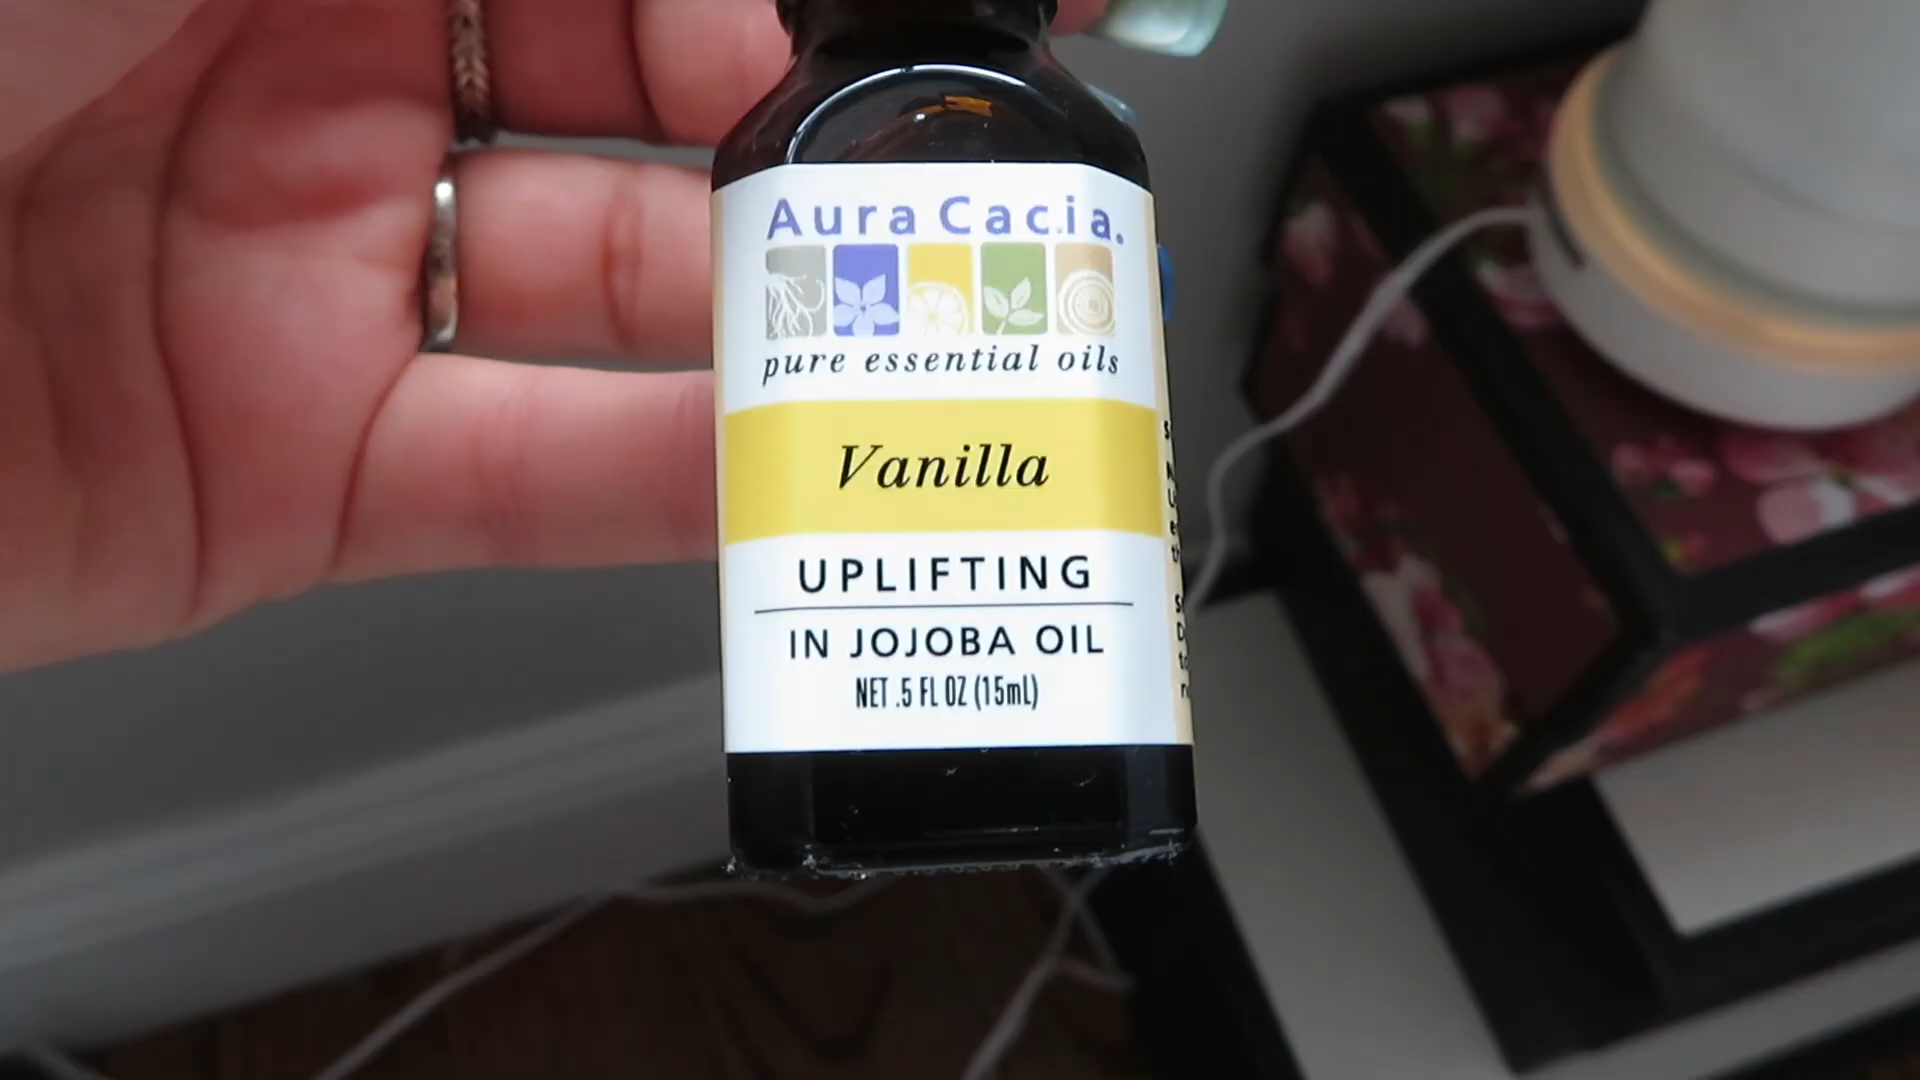 Aura Cacia.
pure essential oils
Vanilla
UPLIFTING
IN JOJOBA OIL
NET .5 FL OZ (15mL)